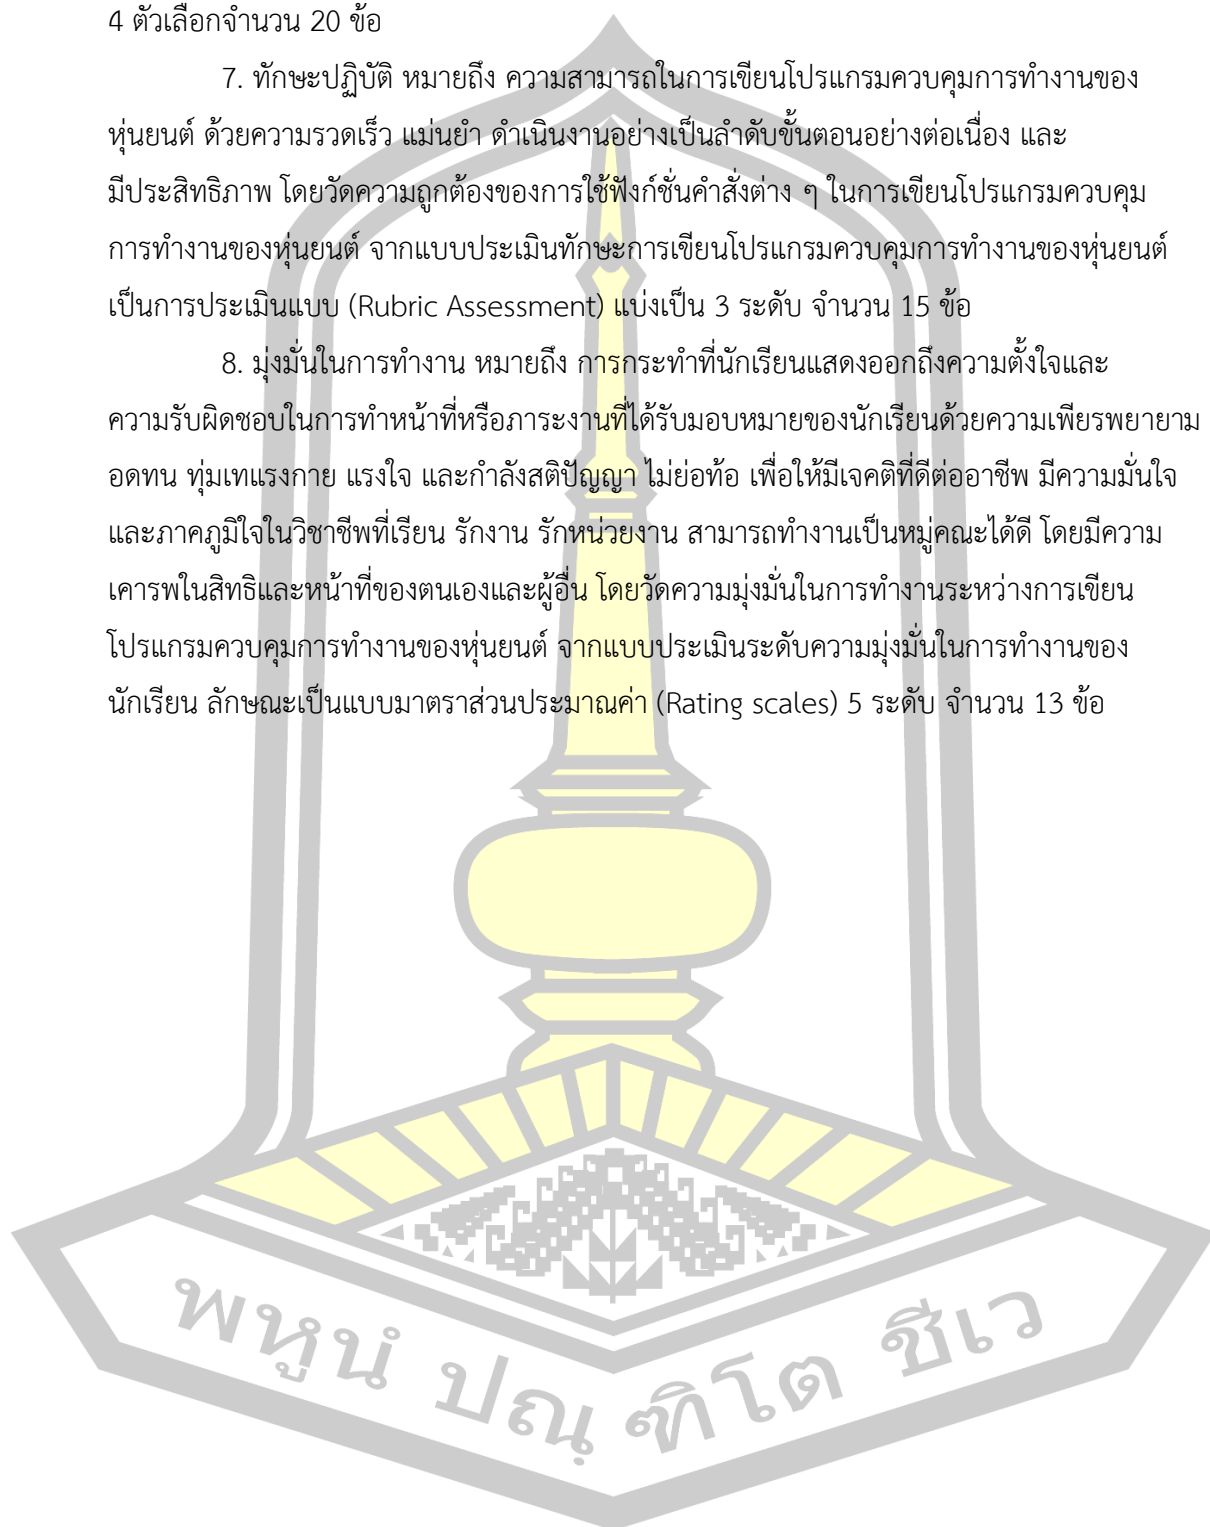 4 ตัวเลือกจำนวน 20 ข้อ
7. ทักษะปฏิบัติ หมายถึง ความสามารถในการเขียนโปรแกรมควบคุมการทำงานของ
หุ่นยนต์ ด้วยความรวดเร็ว แม่นยำ ดำเนินงานอย่างเป็นลำดับขั้นตอนอย่างต่อเนื่อง และ
มีประสิทธิภาพ โดยวัดความถูกต้องของการใช้ฟังก์ชั่นคำสั่งต่าง ๆ ในการเขียนโปรแกรมควบคุม
การทำงานของหุ่นยนต์ จากแบบประเมินทักษะการเขียนโปรแกรมควบคุมการทำงานของหุ่นยนต์
เป็นการประเมินแบบ (Rubric Assessment) แบ่งเป็น 3 ระดับ จำนวน 15 ข้อ
8. มุ่งมั่นในการทำงาน หมายถึง การกระทำที่นักเรียนแสดงออกถึงความตั้งใจและ
ความรับผิดชอบในการทำหน้าที่หรือภาระงานที่ได้รับมอบหมายของนักเรียนด้วยความเพียรพยายาม
อดทน ทุ่มเทแรงกาย แรงใจ และกำลังสติปัญญา ไม่ย่อท้อ เพื่อให้มีเจคติที่ดีต่ออาชีพ มีความมั่นใจ
และภาคภูมิใจในวิชาชีพที่เรียน รักงาน รักหน่วยงาน สามารถทำงานเป็นหมู่คณะได้ดี โดยมีความ
เคารพในสิทธิและหน้าที่ของตนเองและผู้อื่น โดยวัดความมุ่งมั่นในการทำงานระหว่างการเขียน
โปรแกรมควบคุมการทำงานของหุ่นยนต์ จากแบบประเมินระดับความมุ่งมั่นในการทำงานของ
นักเรียน ลักษณะเป็นแบบมาตราส่วนประมาณค่า (Rating scales) 5 ระดับ จำนวน 13 ข้อ
พหูนํ ปณฺฑิโต ชีเว